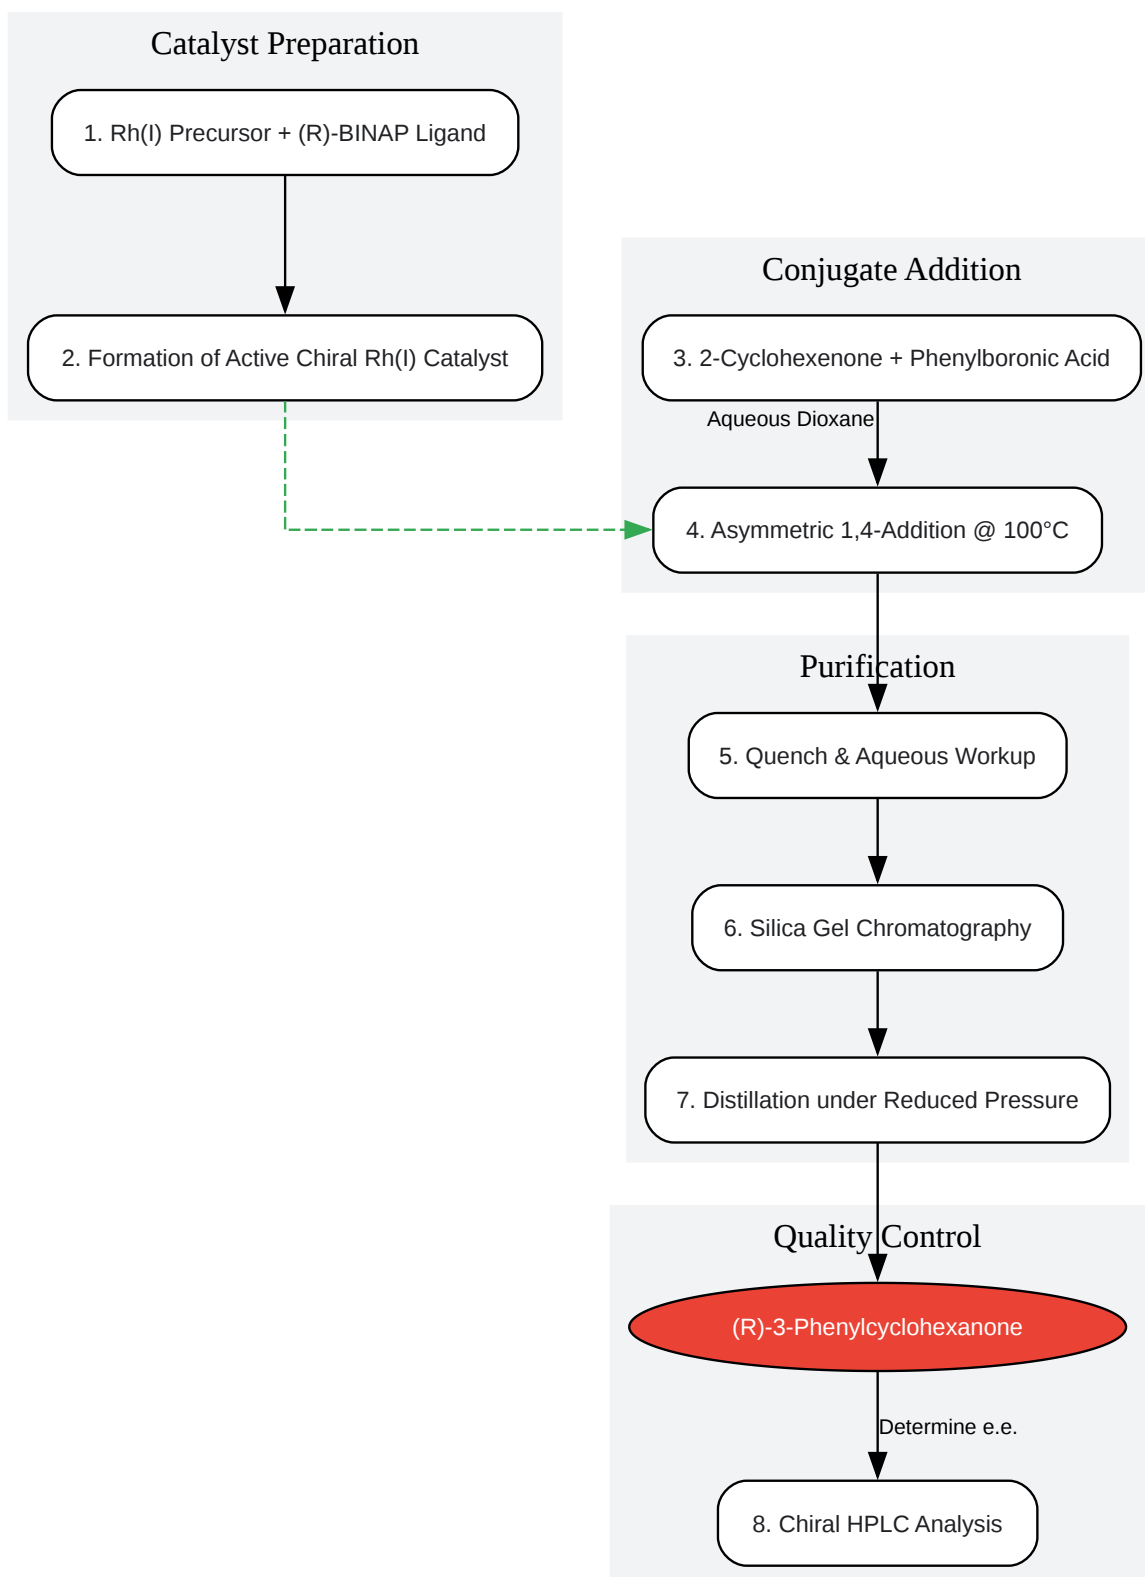 Catalyst Preparation
1. Rh(I) Precursor + (R)-BINAP Ligand
2. Formation of Active Chiral Rh(I) Catalyst
Conjugate Addition
3. 2-Cyclohexenone + Phenylboronic Acid
Aqueous Dioxane
4. Asymmetric 1,4-Addition @ 100°C
Purification
5. Quench & Aqueous Workup
6. Silica Gel Chromatography
7. Distillation under Reduced Pressure
Quality Control
(R)-3-Phenylcyclohexanone
Determine e.e.
8. Chiral HPLC Analysis